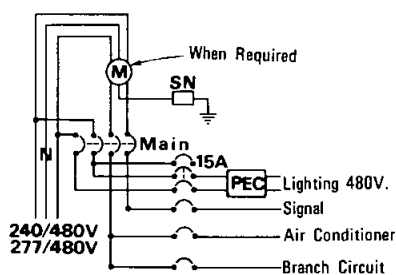 When Required
M
SN
N
Main
15A
PEC
Lighting 480V.
Signal
240/480V
277/480V
Air Conditioner
Branch Circuit